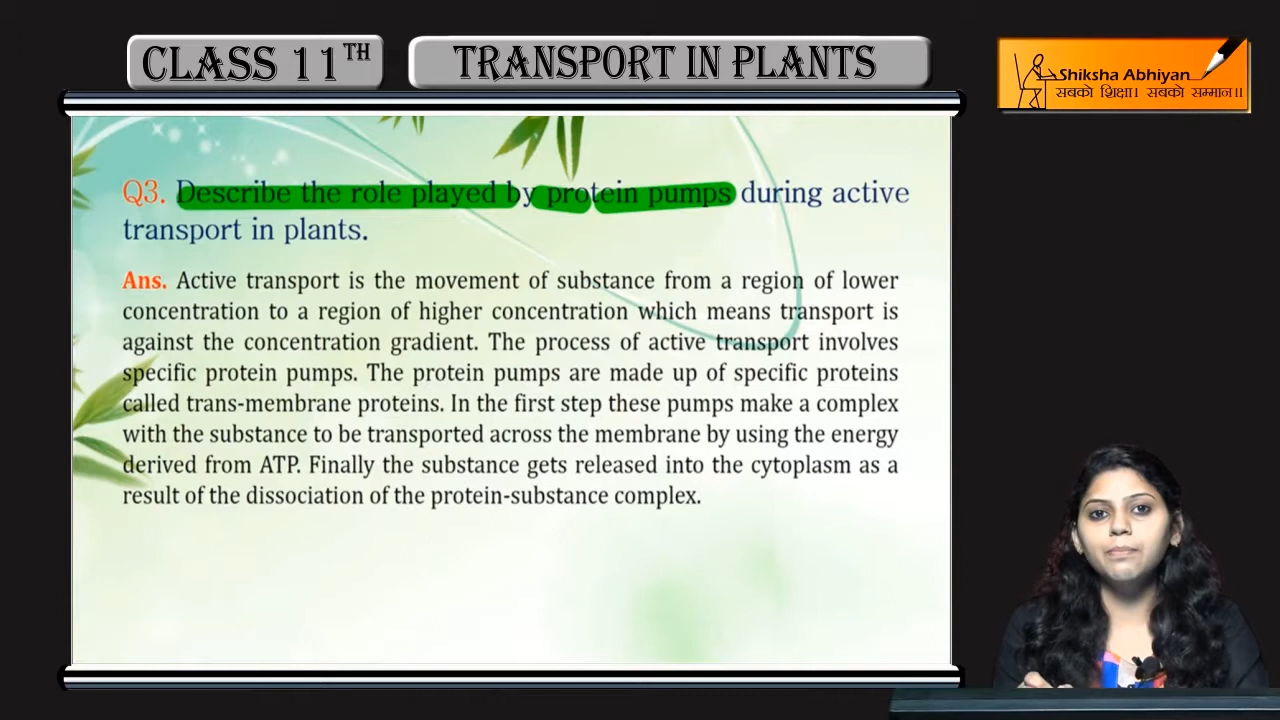 CLASS 11TH
TRANSPORT IN PLANTS
Shiksha Abhiyan
सबको शिक्षा। सबको सम्मान।।
Q3. Describe the role played by protein pumps during active
transport in plants.
Ans. Active transport is the movement of substance from a region of lower
concentration to a region of higher concentration which means transport is
against the concentration gradient. The process of active transport involves
specific protein pumps. The protein pumps are made up of specific proteins
called trans-membrane proteins. In the first step these pumps make a complex
with the substance to be transported across the membrane by using the energy
derived from ATP. Finally the substance gets released into the cytoplasm as a
result of the dissociation of the protein-substance complex.